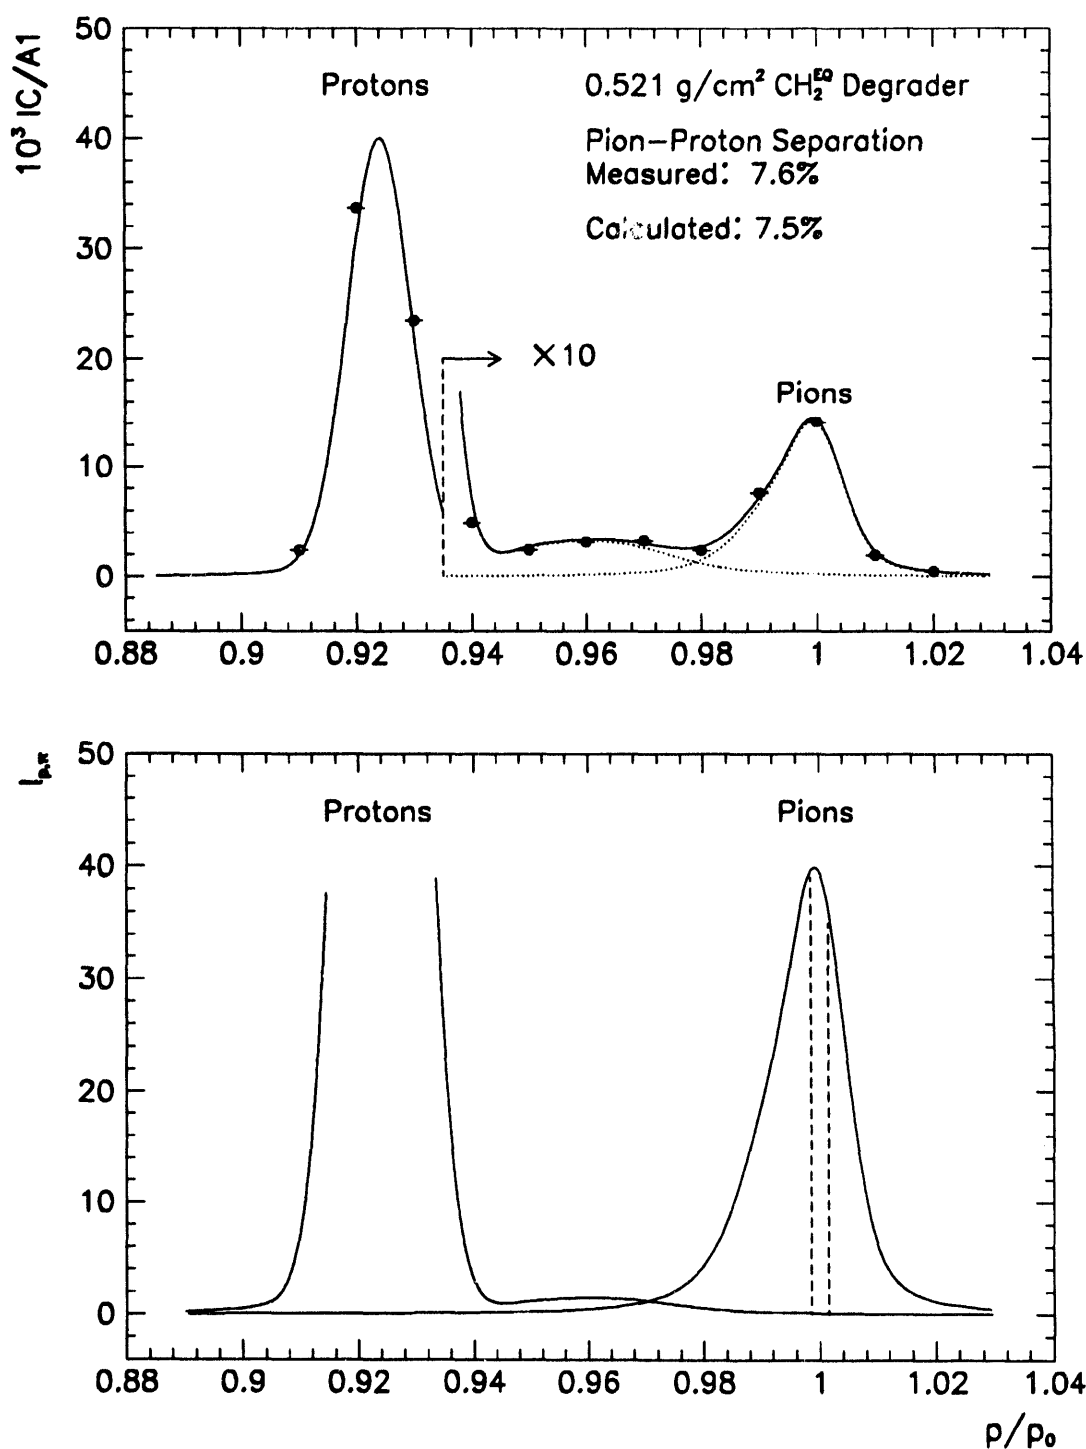 10³ IC/A1
50
40
30
20
10
0
Protons
0.521 g/cm² CH₂ᴱQ Degrader
Pion–Proton Separation
Measured: 7.6%
Calculated: 7.5%
×10
Pions
0.88 0.9 0.92 0.94 0.96 0.98 1 1.02 1.04
I_p,π
50
40
30
20
10
0
Protons
Pions
0.88 0.9 0.92 0.94 0.96 0.98 1 1.02 1.04
p/p₀